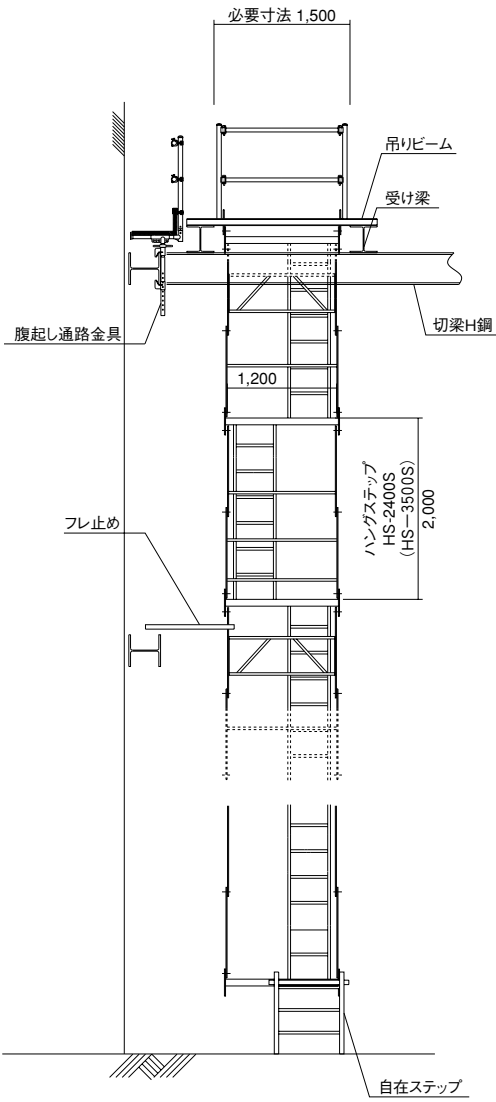 必要寸法 1,500
吊りビーム
受け梁
切梁H鋼
腹起し通路金具
1,200
ハングステップ
HS-2400S
(HS－3500S)
2,000
フレ止め
自在ステップ